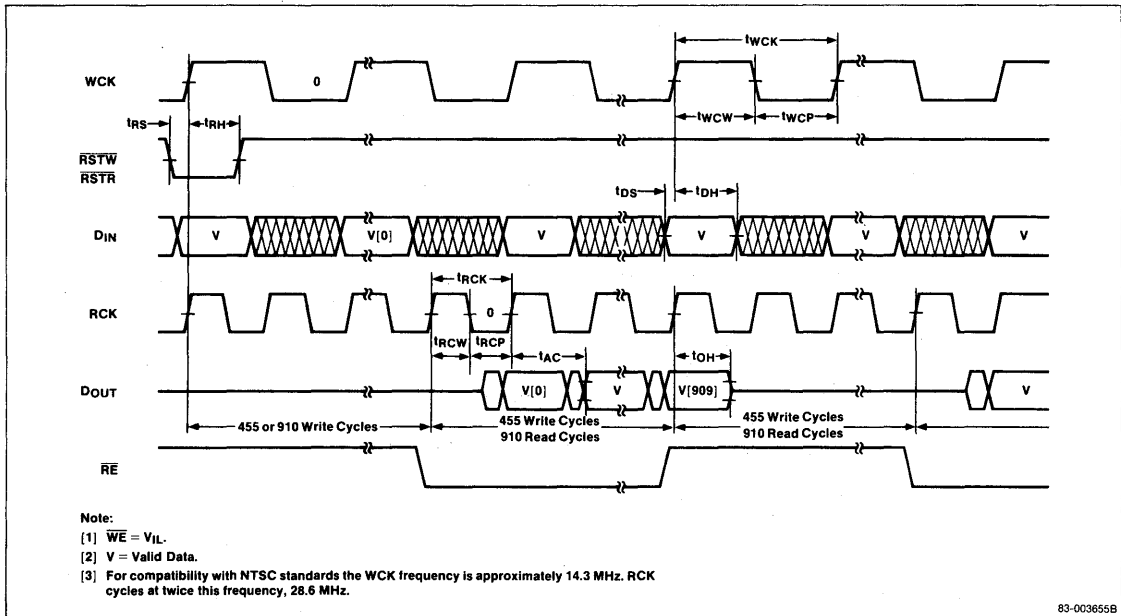 tWCK
WCK
0
tRS
tRH
tWCW
tWCP
RSTW
RSTR
tDS
tDH
DIN
V
V[0]
V
V
V
V
tRCK
RCK
0
tRCW
tRCP
tAC
tOH
DOUT
V[0]
V
V[909]
V
455 or 910 Write Cycles
455 Write Cycles
910 Read Cycles
455 Write Cycles
910 Read Cycles
RE
Note:
[1] WE = VIL.
[2] V = Valid Data.
[3] For compatibility with NTSC standards the WCK frequency is approximately 14.3 MHz. RCK
cycles at twice this frequency, 28.6 MHz.
83-003655B